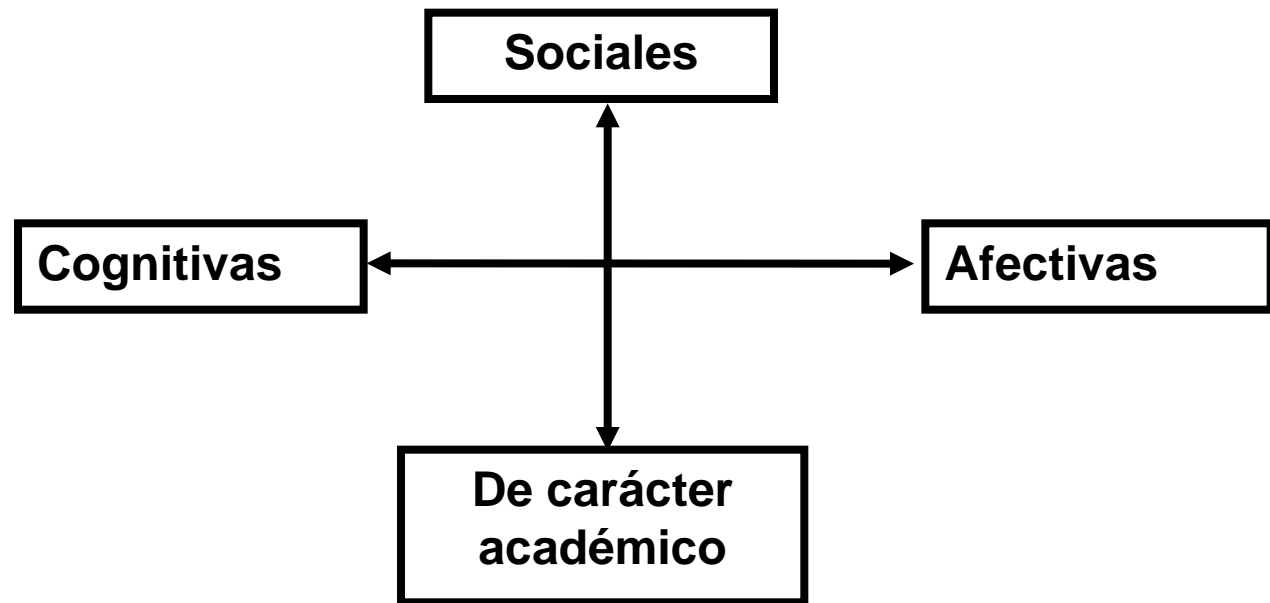 Sociales
Cognitivas
Afectivas
De carácter
académico